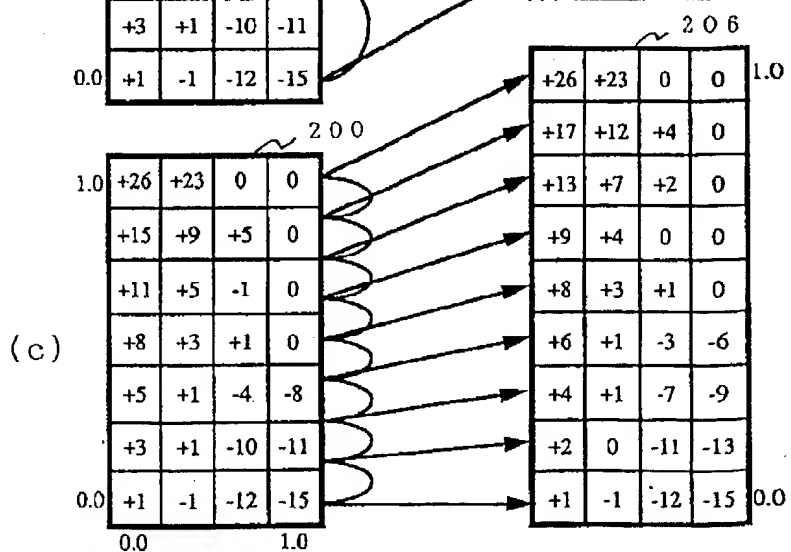 +3 +1 -10 -11
0.0 +1 -1 -12 -15
206
+26 +23 0 0 1.0
+17 +12 +4 0
+13 +7 +2 0
+9 +4 0 0
+8 +3 +1 0
+6 +1 -3 -6
+4 +1 -7 -9
+2 0 -11 -13
+1 -1 -12 -15 0.0
200
1.0 +26 +23 0 0
+15 +9 +5 0
+11 +5 -1 0
(c) +8 +3 +1 0
+5 +1 -4 -8
+3 +1 -10 -11
0.0 +1 -1 -12 -15
0.0 1.0